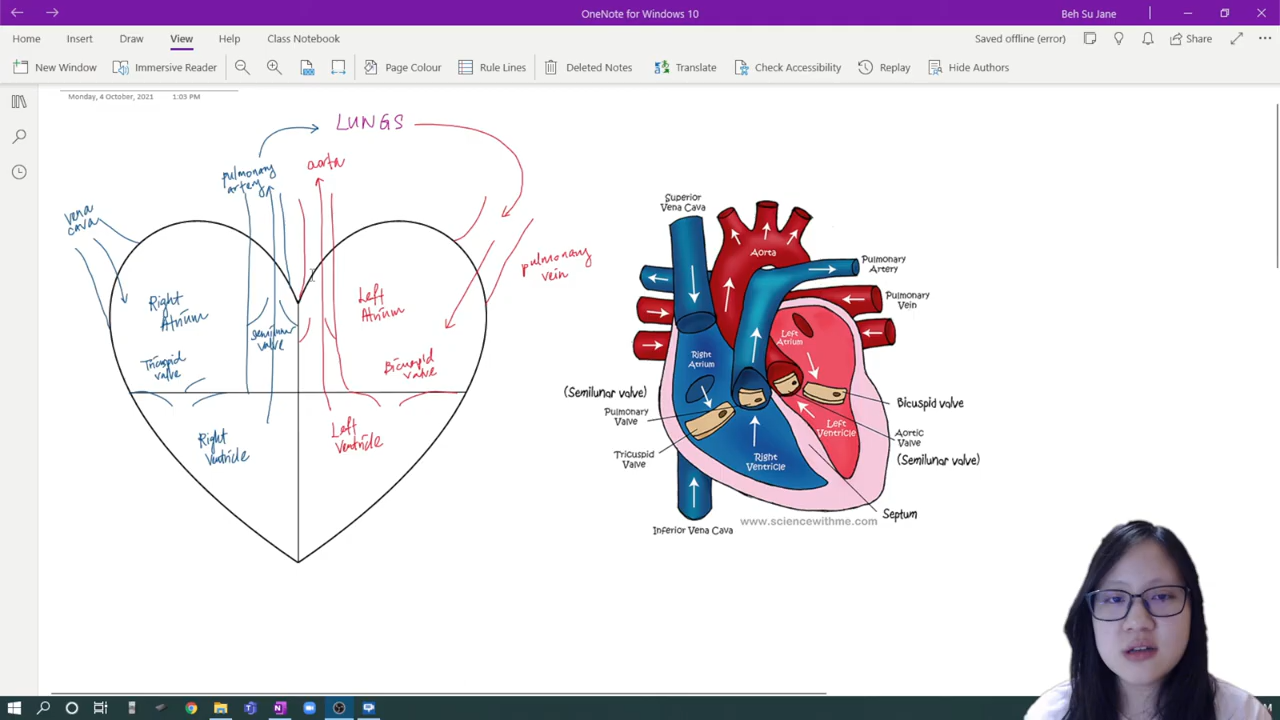 OneNote for Windows 10
Beh Su Jane
Home Insert Draw View Help Class Notebook
Saved offline (error)
Share
New Window Immersive Reader Page Colour Rule Lines Deleted Notes Translate Check Accessibility Replay Hide Authors
Monday, 4 October, 2021 1:03 PM
LUNGS
aorta
pulmonary
artery
vena
cava
pulmonary
vein
Right
Atrium
Left
Atrium
semilunar
valve
Tricuspid
valve
Bicuspid
valve
Right
Ventricle
Left
Ventricle
Superior
Vena Cava
Aorta
Pulmonary
Artery
Pulmonary
Vein
Left
Atrium
Right
Atrium
(Semilunar valve)
Pulmonary
Valve
Bicuspid valve
Tricuspid
Valve
Left
Ventricle
Aortic
Valve
(Semilunar valve)
Right
Ventricle
Septum
www.sciencewithme.com
Inferior Vena Cava